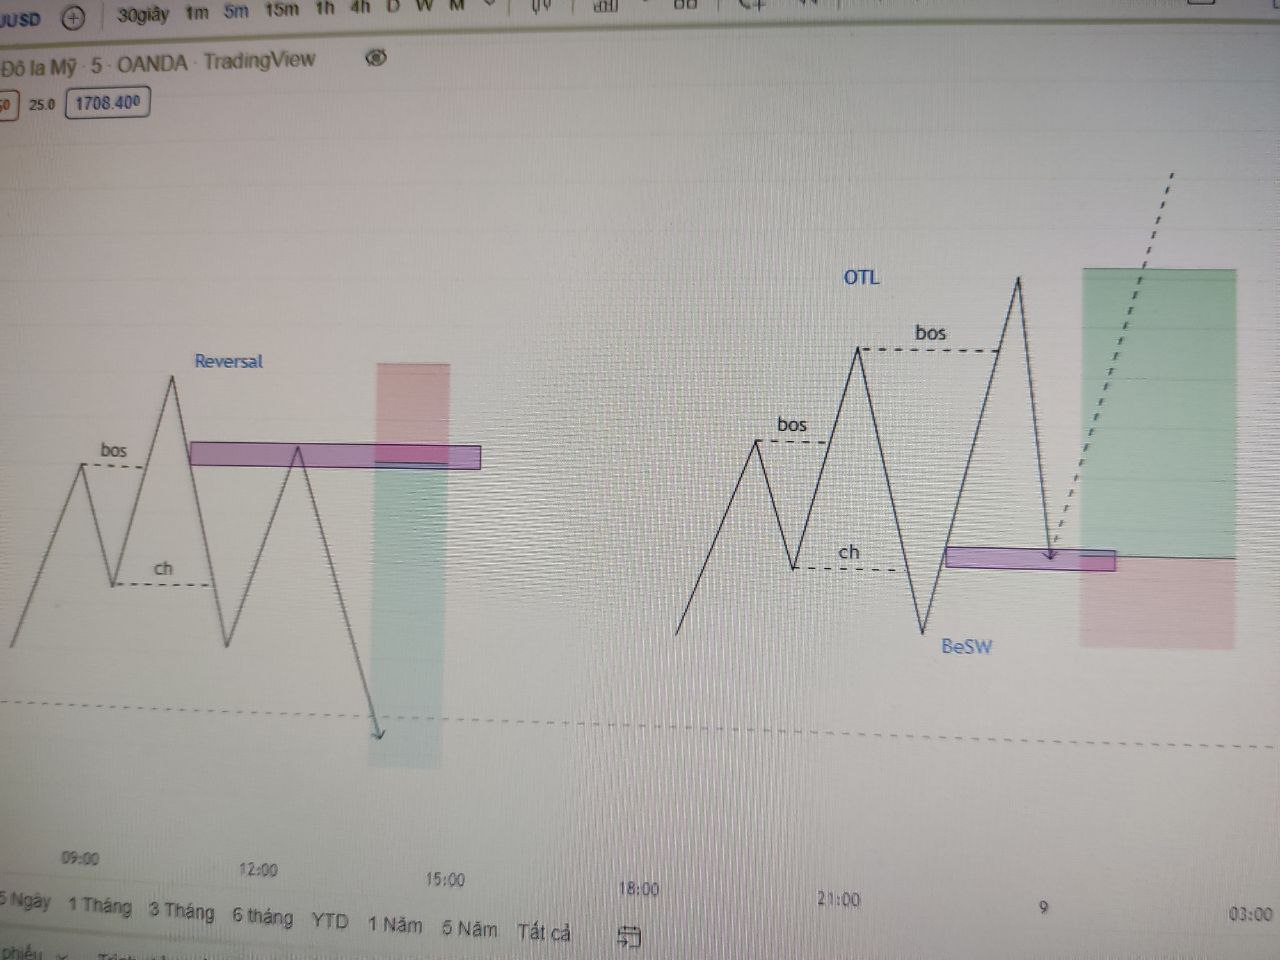 30giây 1m 5m 15m 1h 4h D W M
Đô la Mỹ · 5 · OANDA · TradingView
25.0 1708.400
OTL
bos
Reversal
bos
bos
ch
ch
BeSW
09:00 12:00 15:00 18:00 21:00 9 03:00
5 Ngày 1 Tháng 3 Tháng 6 tháng YTD 1 Năm 5 Năm Tất cả
phiếu